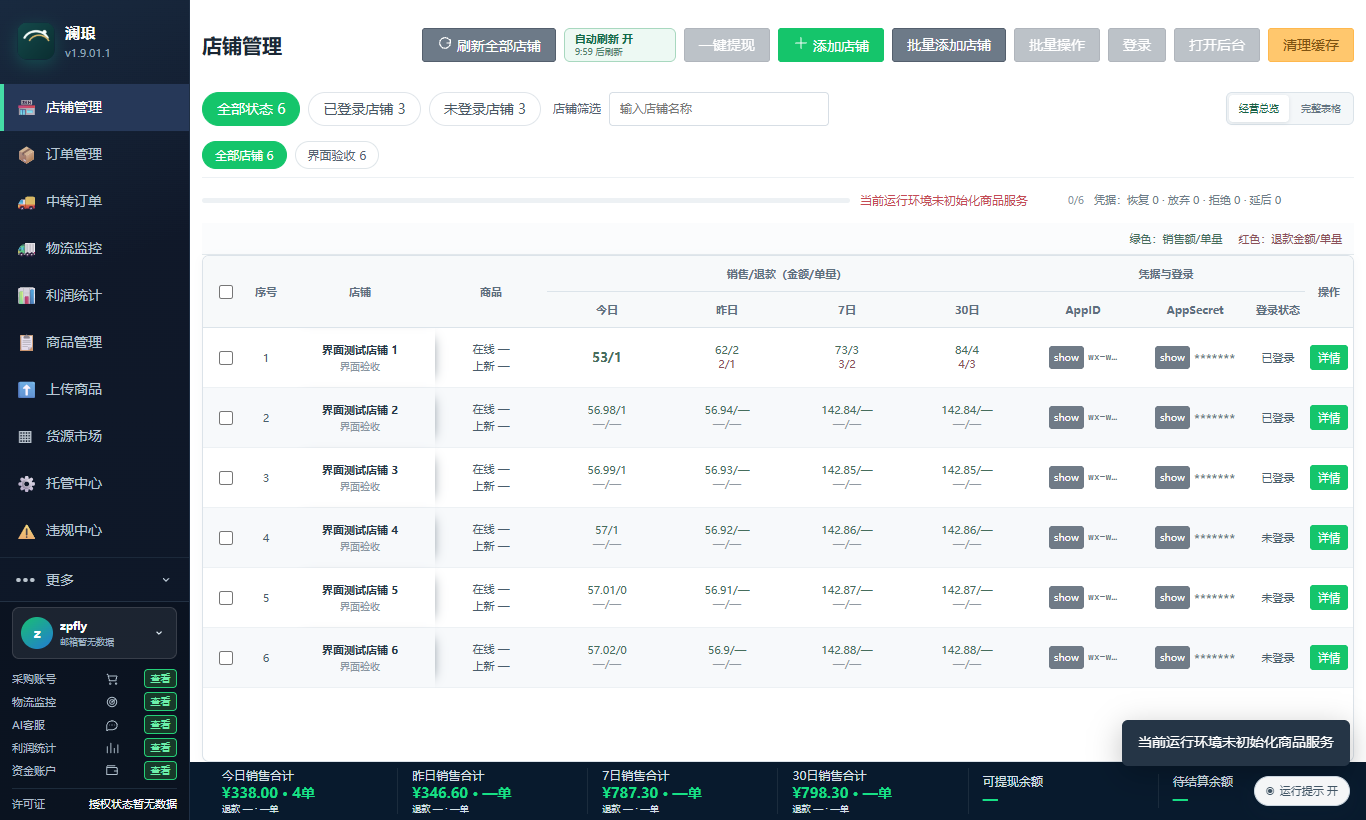 澜琅
v1.9.01.1
店铺管理
订单管理
中转订单
物流监控
利润统计
商品管理
上传商品
货源市场
托管中心
违规中心
更多
z
zpfly
邮箱暂无数据
采购账号 查看
物流监控 查看
AI客服 查看
利润统计 查看
资金账户 查看
许可证 授权状态暂无数据
店铺管理
刷新全部店铺
自动刷新 开
9:59 后刷新
一键提现
添加店铺
批量添加店铺
批量操作
登录
打开后台
清理缓存
全部状态 6 已登录店铺 3 未登录店铺 3 店铺筛选 输入店铺名称
经营总览 完整表格
全部店铺 6 界面验收 6
当前运行环境未初始化商品服务 0/6 凭据：恢复 0 · 放弃 0 · 拒绝 0 · 延后 0
绿色：销售额/单量 红色：退款金额/单量
序号 店铺 商品 销售/退款（金额/单量） 凭据与登录 操作
今日 昨日 7日 30日 AppID AppSecret 登录状态
1 界面测试店铺 1 界面验收 在线 — 上新 — 53/1 62/2 2/1 73/3 3/2 84/4 4/3 show wx-w… show ******* 已登录 详情
2 界面测试店铺 2 界面验收 在线 — 上新 — 56.98/1 —/— 56.94/— —/— 142.84/— —/— 142.84/— —/— show wx-w… show ******* 已登录 详情
3 界面测试店铺 3 界面验收 在线 — 上新 — 56.99/1 —/— 56.93/— —/— 142.85/— —/— 142.85/— —/— show wx-w… show ******* 已登录 详情
4 界面测试店铺 4 界面验收 在线 — 上新 — 57/1 —/— 56.92/— —/— 142.86/— —/— 142.86/— —/— show wx-w… show ******* 未登录 详情
5 界面测试店铺 5 界面验收 在线 — 上新 — 57.01/0 —/— 56.91/— —/— 142.87/— —/— 142.87/— —/— show wx-w… show ******* 未登录 详情
6 界面测试店铺 6 界面验收 在线 — 上新 — 57.02/0 —/— 56.9/— —/— 142.88/— —/— 142.88/— —/— show wx-w… show ******* 未登录 详情
当前运行环境未初始化商品服务
今日销售合计
¥338.00 • 4单
退款 — · —单
昨日销售合计
¥346.60 • —单
退款 — · —单
7日销售合计
¥787.30 • —单
退款 — · —单
30日销售合计
¥798.30 • —单
退款 — · —单
可提现余额
—
待结算余额
—
运行提示 开